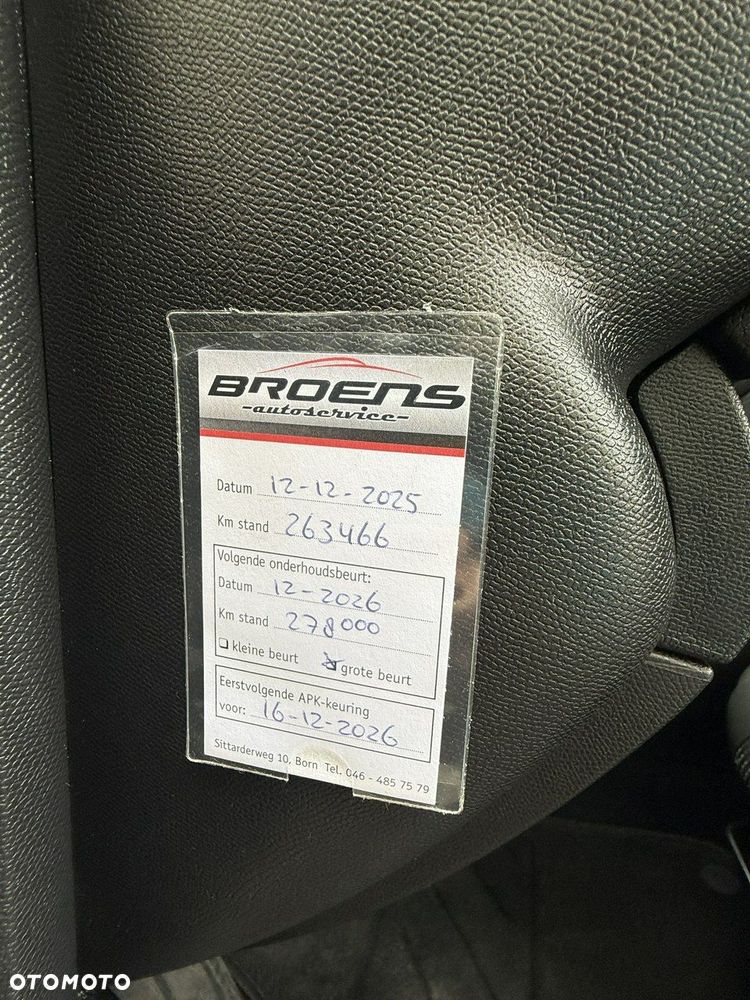 BROENS
-autoservice-
Datum 12-12-2025
Km stand 263466
Volgende onderhoudsbeurt:
Datum 12-2026
Km stand 278000
kleine beurt grote beurt
Eerstvolgende APK-keuring
voor: 16-12-2026
Sittarderweg 10, Born Tel. 046 - 485 75 79
OTOMOTO